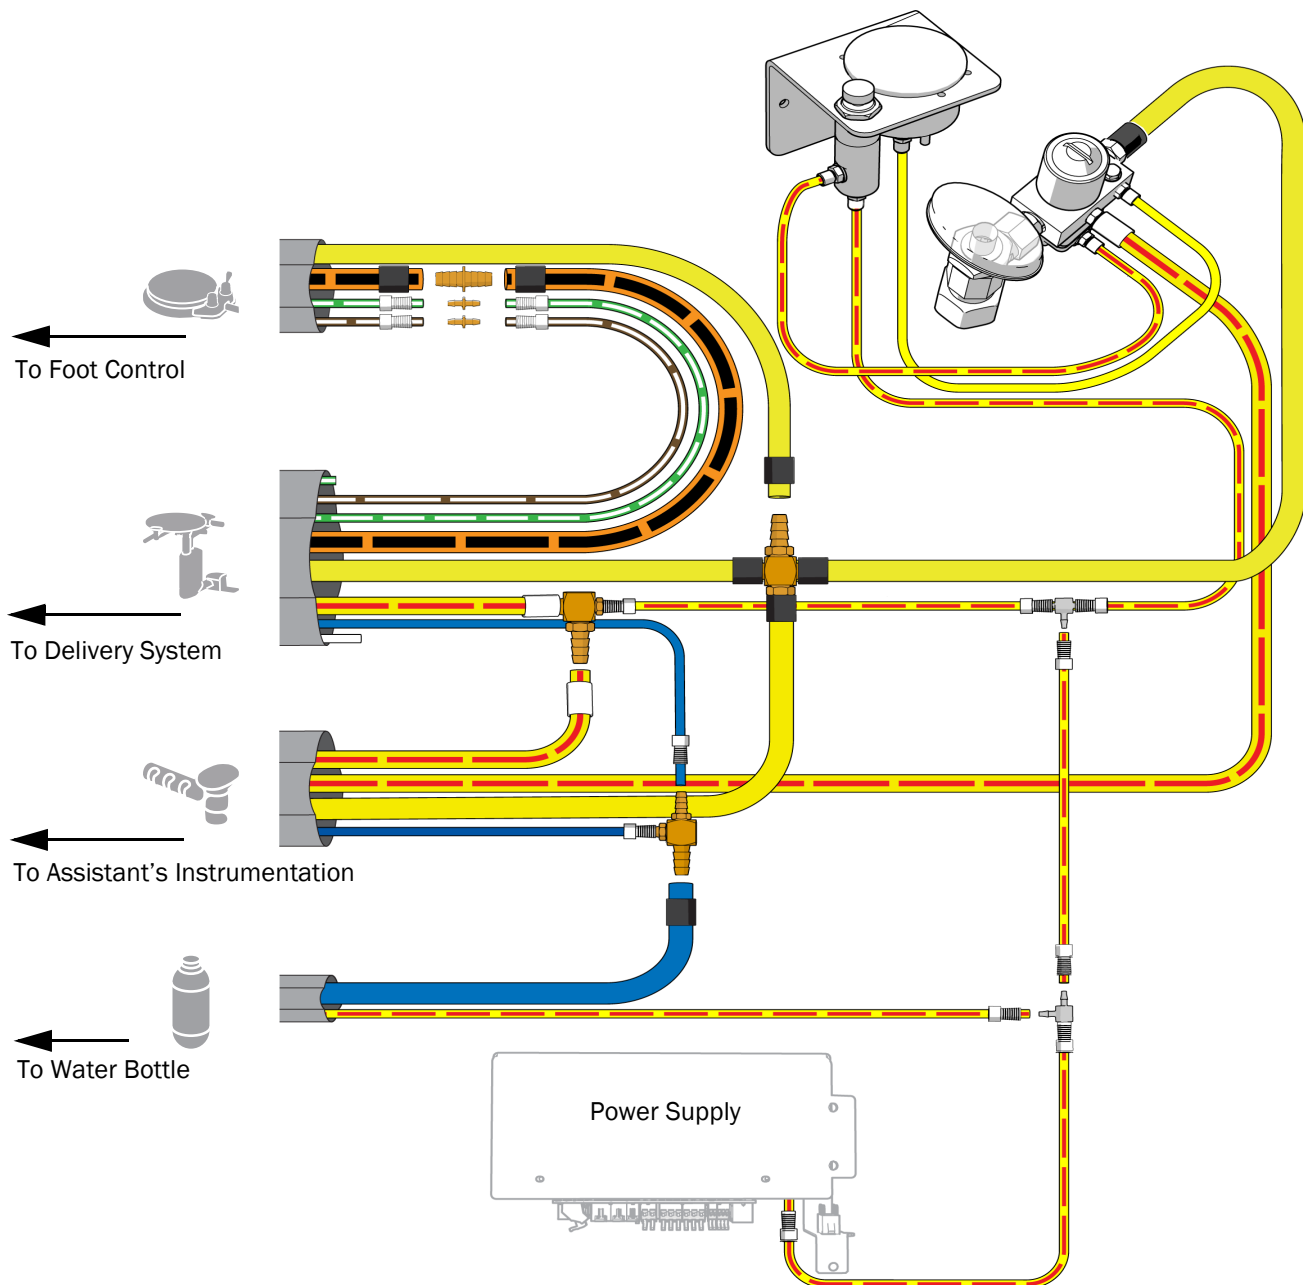 To Foot Control
To Delivery System
To Assistant’s Instrumentation
To Water Bottle
Power Supply